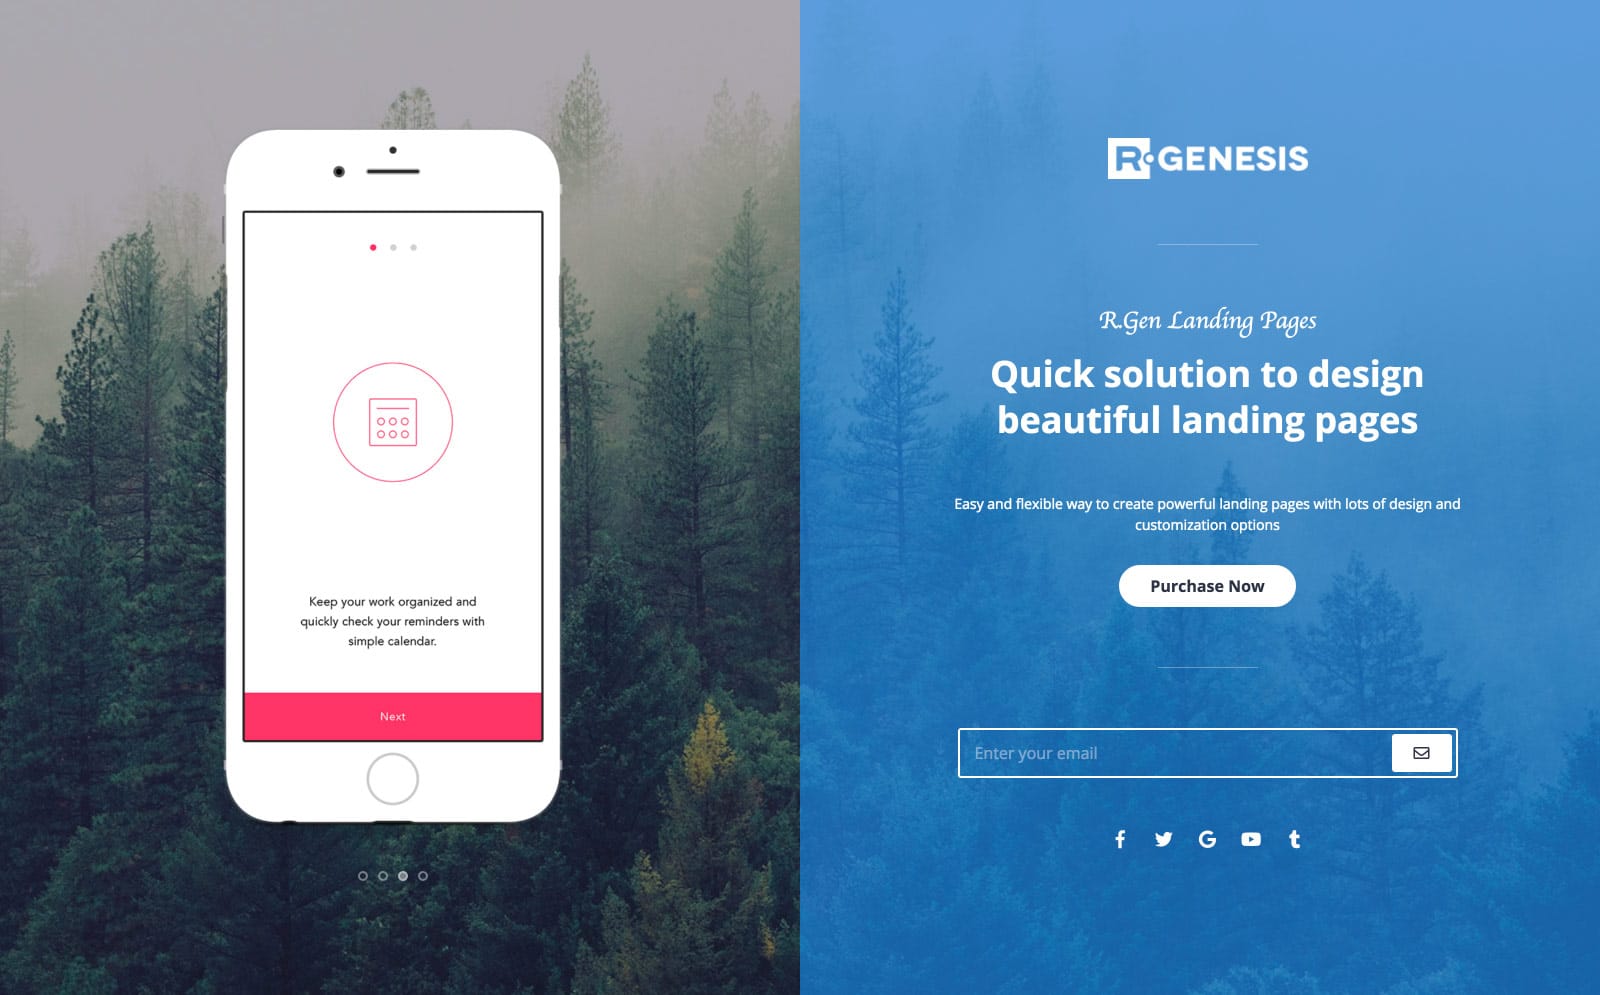 Keep your work organized and
quickly check your reminders with
simple calendar.
Next
R GENESIS
R.Gen Landing Pages
Quick solution to design
beautiful landing pages
Easy and flexible way to create powerful landing pages with lots of design and
customization options
Purchase Now
Enter your email